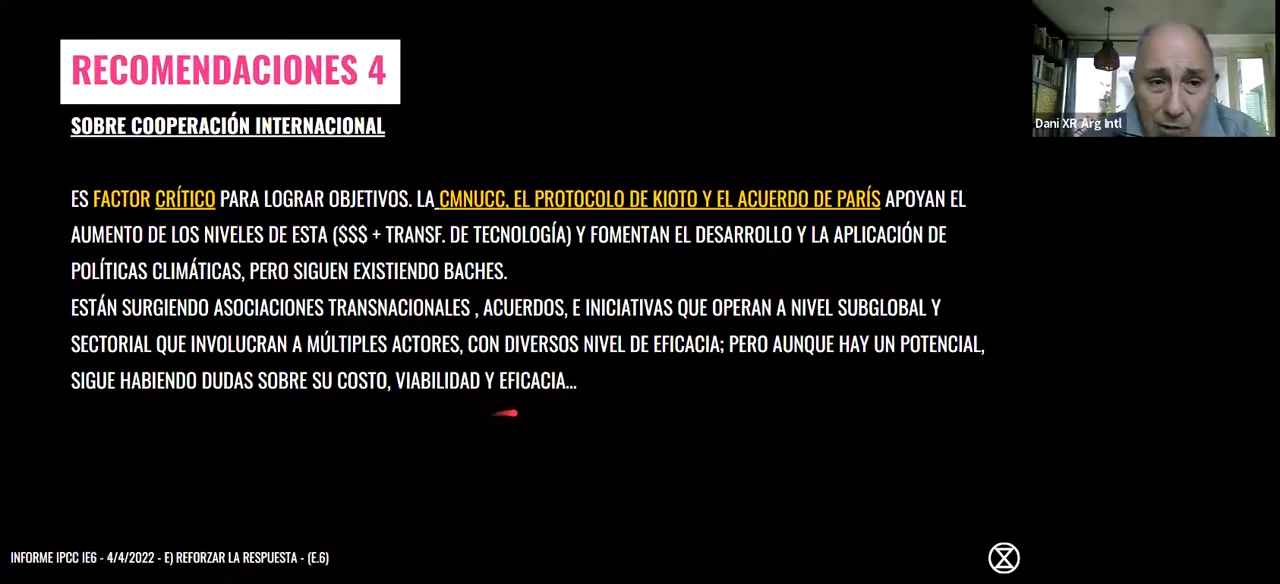 RECOMENDACIONES 4
SOBRE COOPERACIÓN INTERNACIONAL
Dani XR Arg Intl
ES FACTOR CRÍTICO PARA LOGRAR OBJETIVOS. LA CMNUCC, EL PROTOCOLO DE KIOTO Y EL ACUERDO DE PARÍS APOYAN EL
AUMENTO DE LOS NIVELES DE ESTA ($$$ + TRANSF. DE TECNOLOGÍA) Y FOMENTAN EL DESARROLLO Y LA APLICACIÓN DE
POLÍTICAS CLIMÁTICAS, PERO SIGUEN EXISTIENDO BACHES.
ESTÁN SURGIENDO ASOCIACIONES TRANSNACIONALES , ACUERDOS, E INICIATIVAS QUE OPERAN A NIVEL SUBGLOBAL Y
SECTORIAL QUE INVOLUCRAN A MÚLTIPLES ACTORES, CON DIVERSOS NIVEL DE EFICACIA; PERO AUNQUE HAY UN POTENCIAL,
SIGUE HABIENDO DUDAS SOBRE SU COSTO, VIABILIDAD Y EFICACIA...
INFORME IPCC IE6 - 4/4/2022 - E) REFORZAR LA RESPUESTA - (E.6)